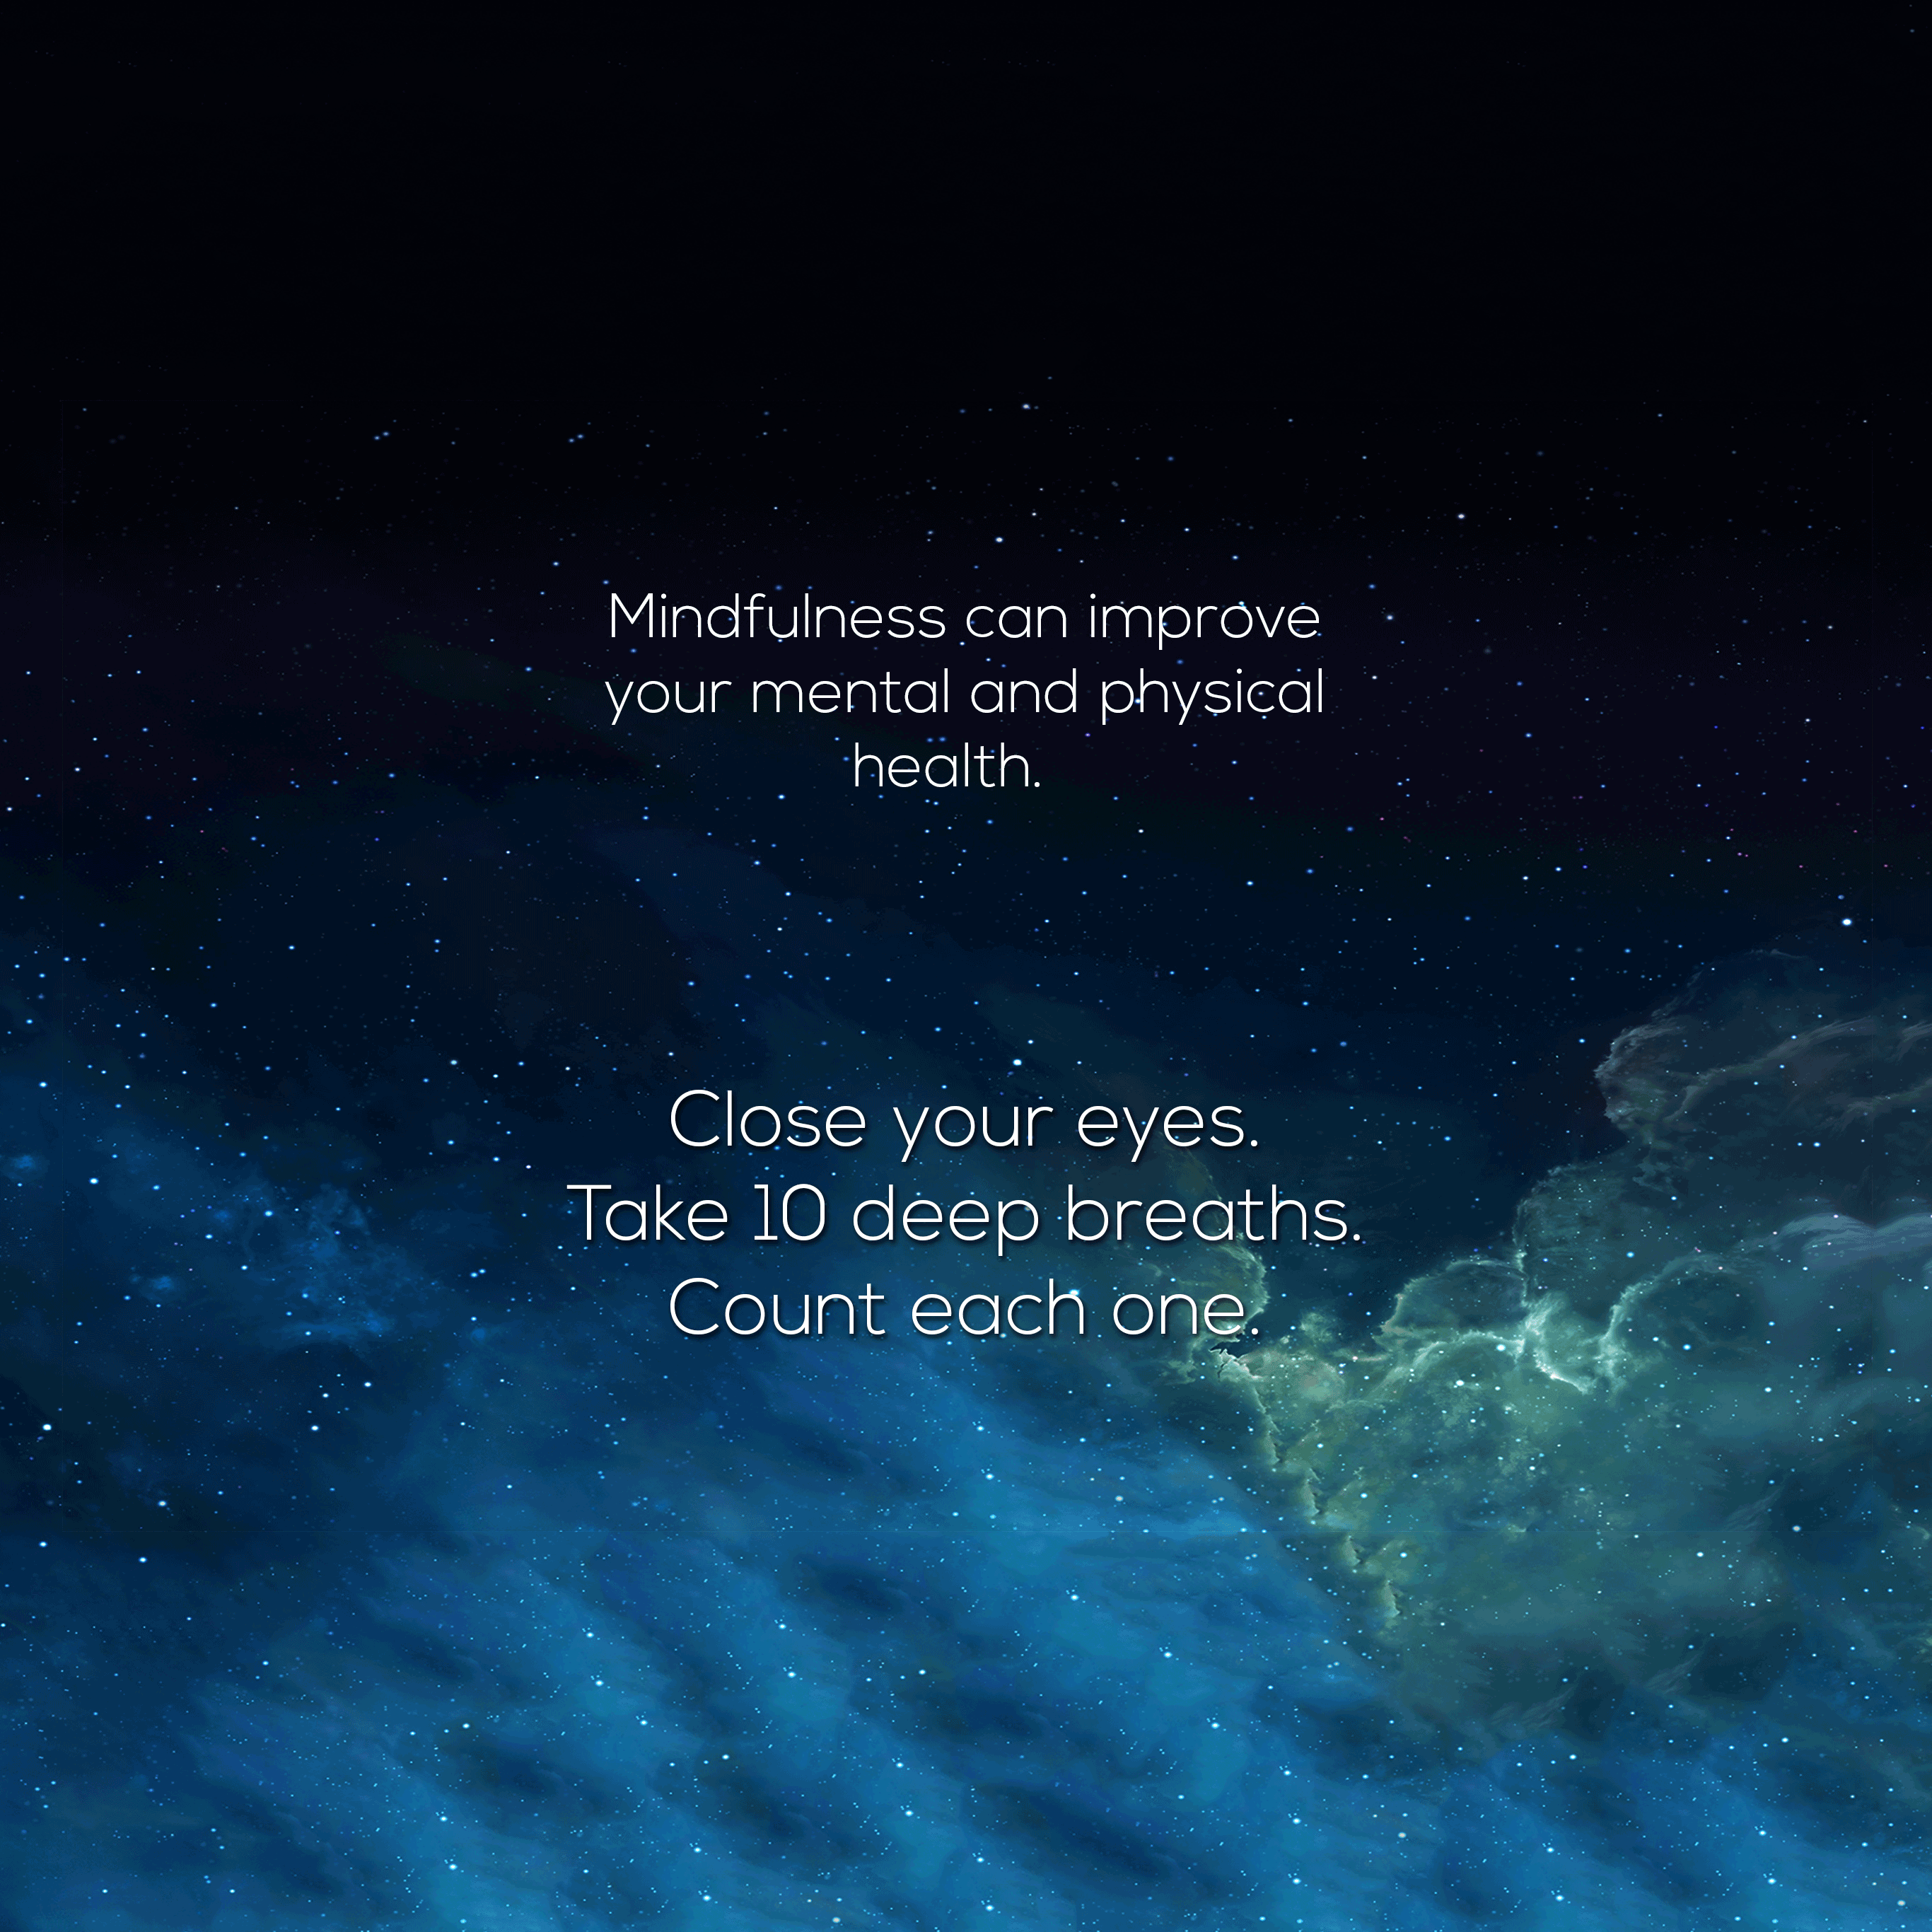 Mindfulness can improve
your mental and physical
health.
Close your eyes.
Take 10 deep breaths.
Count each one.